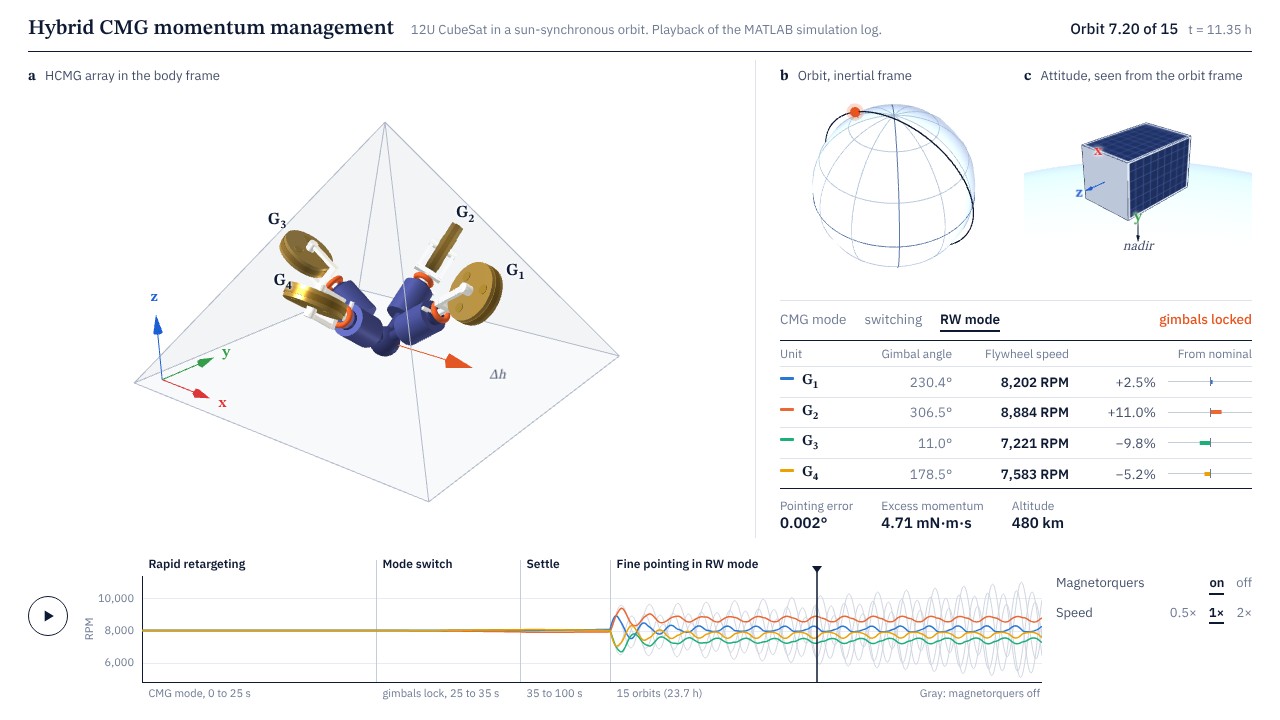 Hybrid CMG momentum management 12U CubeSat in a sun-synchronous orbit. Playback of the MATLAB simulation log. Orbit 7.20 of 15 t = 11.35 h
a HCMG array in the body frame
G2
G3
G1
G4
z
y
x
Δh
b Orbit, inertial frame
c Attitude, seen from the orbit frame
x
z
y
nadir
CMG mode switching RW mode gimbals locked
Unit Gimbal angle Flywheel speed From nominal
G1 230.4° 8,202 RPM +2.5%
G2 306.5° 8,884 RPM +11.0%
G3 11.0° 7,221 RPM −9.8%
G4 178.5° 7,583 RPM −5.2%
Pointing error Excess momentum Altitude
0.002° 4.71 mN·m·s 480 km
Rapid retargeting Mode switch Settle Fine pointing in RW mode
RPM
10,000
8,000
6,000
CMG mode, 0 to 25 s gimbals lock, 25 to 35 s 35 to 100 s 15 orbits (23.7 h) Gray: magnetorquers off
Magnetorquers on off
Speed 0.5× 1× 2×